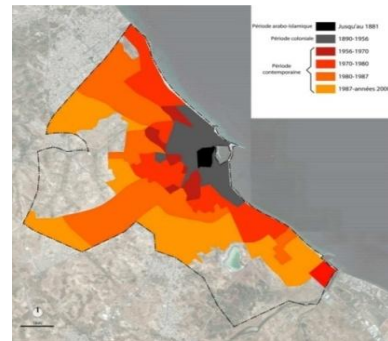 Période arabo-islamique
Jusqu'au 1881
Période-coloniale
1890-1956
Période contemporaine
1956-1970
1970-1980
1980-1987
1987-années 2000